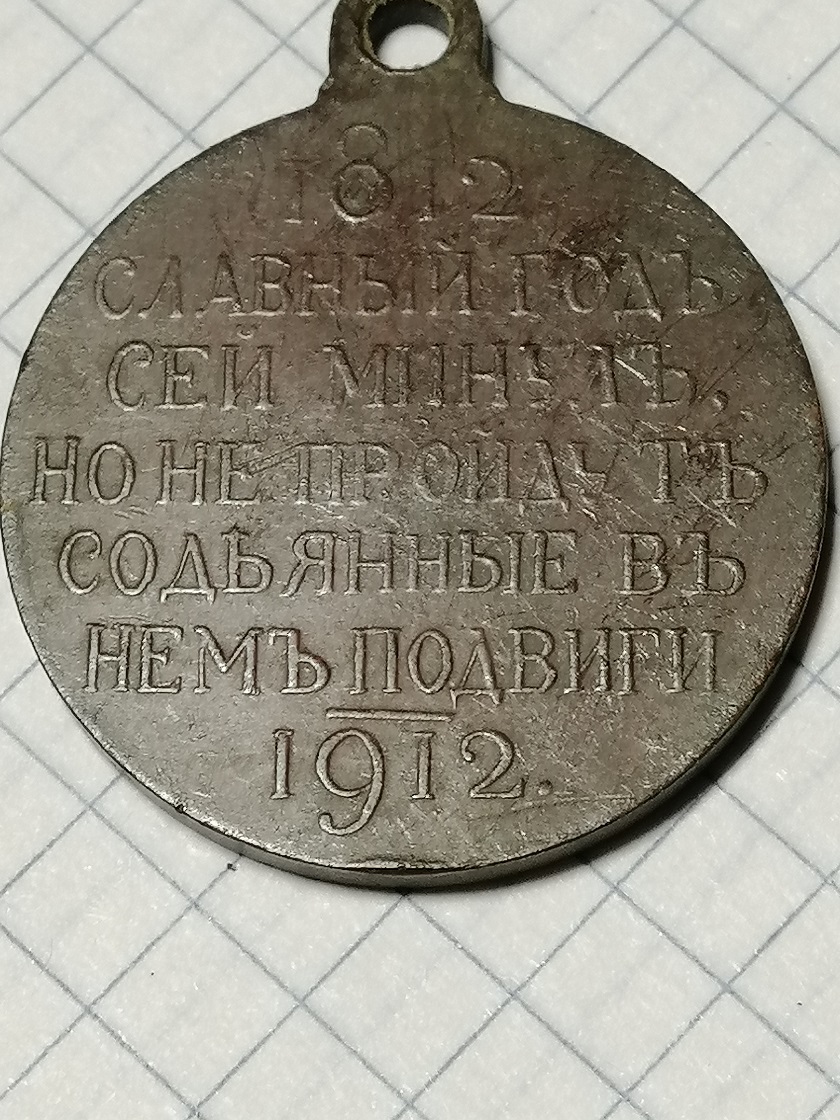 1812
СЛАВНЫЙ ГОДЪ
СЕЙ МИНУЛЪ,
НО НЕ ПРОЙДУТЪ
СОДѢЯННЫЕ ВЪ
НЕМЪ ПОДВИГИ
1912.